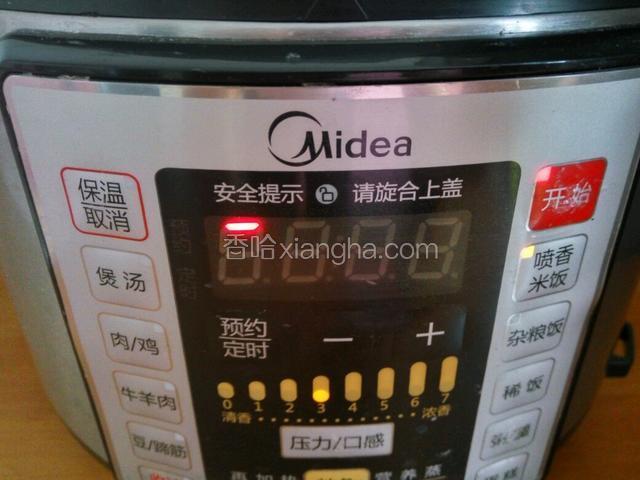 Midea
安全提示 请旋合上盖
保温
取消
开始
香哈xiangha.com
煲汤
喷香
米饭
预约
定时
− +
肉/鸡
杂粮饭
牛羊肉
稀饭
0 1 2 3 4 5 6 7
清香 浓香
豆/蹄筋
压力/口感